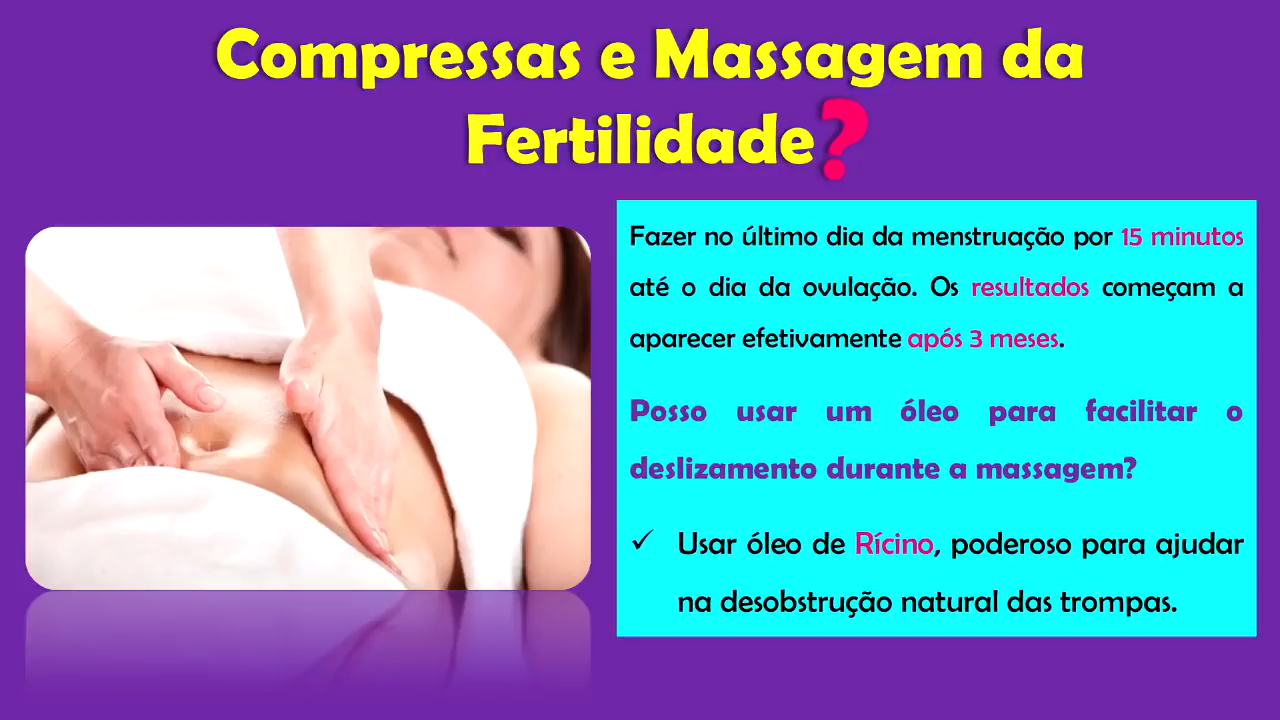 Compressas e Massagem da
Fertilidade?
Fazer no último dia da menstruação por 15 minutos
até o dia da ovulação. Os resultados começam a
aparecer efetivamente após 3 meses.
Posso usar um óleo para facilitar o
deslizamento durante a massagem?
✓ Usar óleo de Rícino, poderoso para ajudar
na desobstrução natural das trompas.